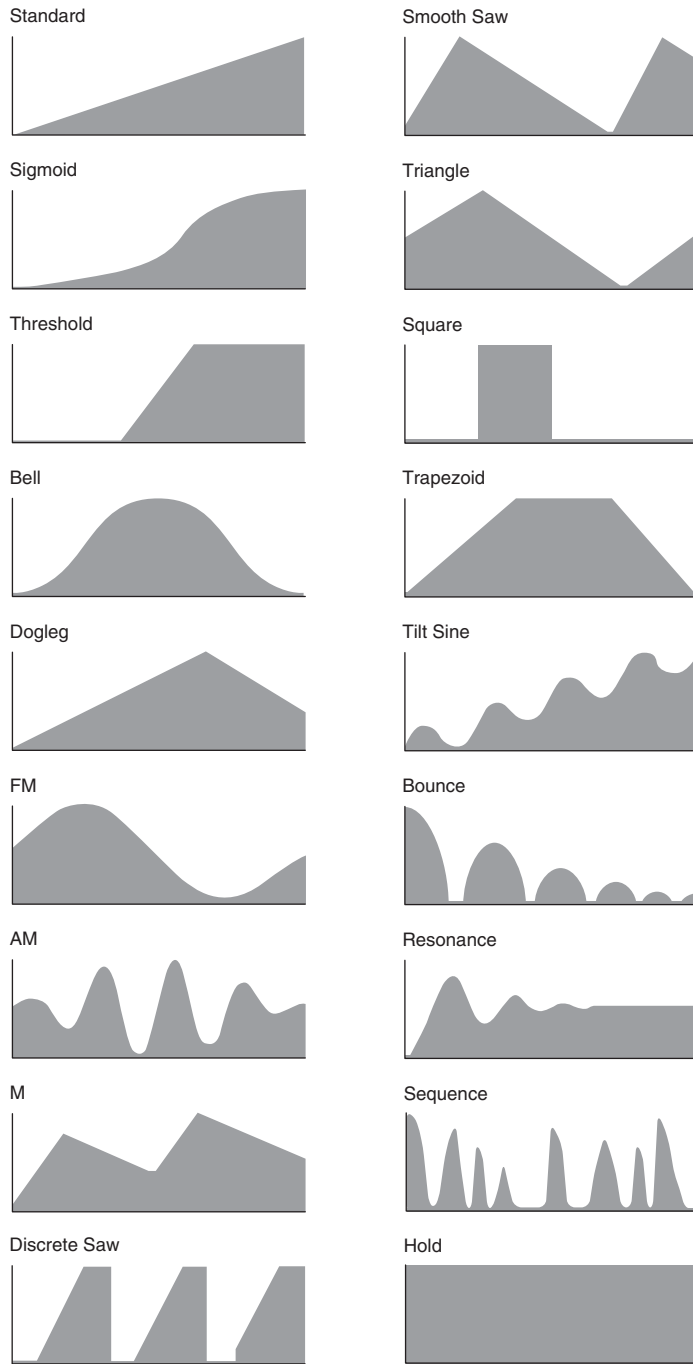 Standard
Smooth Saw
Sigmoid
Triangle
Threshold
Square
Bell
Trapezoid
Dogleg
Tilt Sine
FM
Bounce
AM
Resonance
M
Sequence
Discrete Saw
Hold